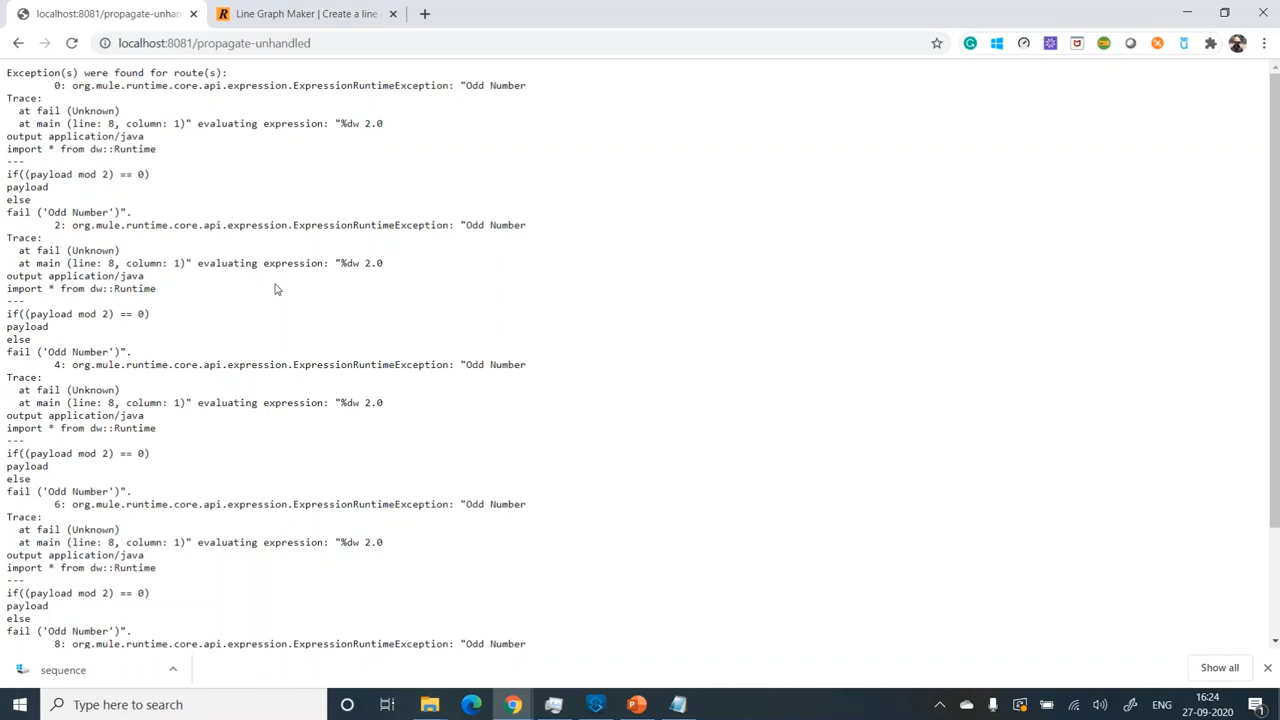 localhost:8081/propagate-unhan
Line Graph Maker | Create a line
localhost:8081/propagate-unhandled
Exception(s) were found for route(s):
0: org.mule.runtime.core.api.expression.ExpressionRuntimeException: "Odd Number
Trace:
at fail (Unknown)
at main (line: 8, column: 1)" evaluating expression: "%dw 2.0
output application/java
import * from dw::Runtime
---
if((payload mod 2) == 0)
payload
else
fail ('Odd Number')".
2: org.mule.runtime.core.api.expression.ExpressionRuntimeException: "Odd Number
Trace:
at fail (Unknown)
at main (line: 8, column: 1)" evaluating expression: "%dw 2.0
output application/java
import * from dw::Runtime
---
if((payload mod 2) == 0)
payload
else
fail ('Odd Number')".
4: org.mule.runtime.core.api.expression.ExpressionRuntimeException: "Odd Number
Trace:
at fail (Unknown)
at main (line: 8, column: 1)" evaluating expression: "%dw 2.0
output application/java
import * from dw::Runtime
---
if((payload mod 2) == 0)
payload
else
fail ('Odd Number')".
6: org.mule.runtime.core.api.expression.ExpressionRuntimeException: "Odd Number
Trace:
at fail (Unknown)
at main (line: 8, column: 1)" evaluating expression: "%dw 2.0
output application/java
import * from dw::Runtime
---
if((payload mod 2) == 0)
payload
else
fail ('Odd Number')".
8: org.mule.runtime.core.api.expression.ExpressionRuntimeException: "Odd Number
sequence
Show all
Type here to search
ENG
16:24
27-09-2020